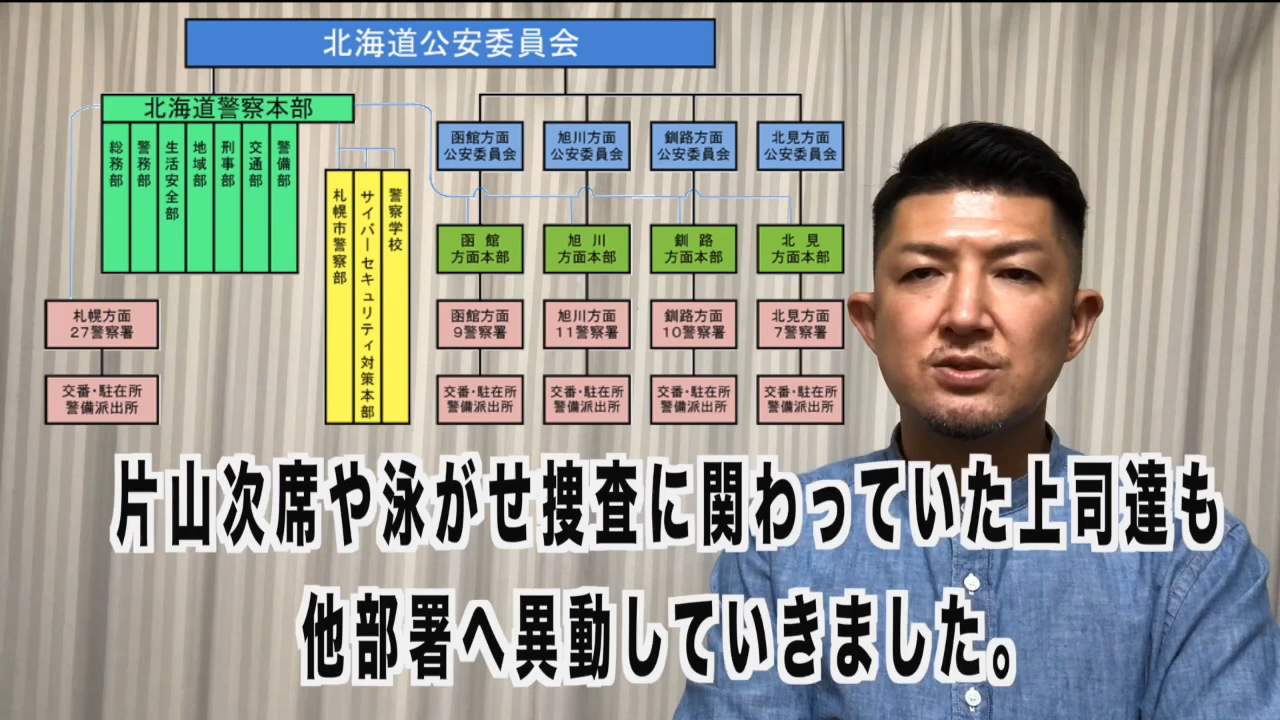 北海道公安委員会
北海道警察本部
総務部
警務部
生活安全部
地域部
刑事部
交通部
警備部
札幌市警察部
サイバーセキュリティ対策本部
警察学校
函館方面
公安委員会
旭川方面
公安委員会
釧路方面
公安委員会
北見方面
公安委員会
函館
方面本部
旭川
方面本部
釧路
方面本部
北見
方面本部
札幌方面
27警察署
函館方面
9警察署
旭川方面
11警察署
釧路方面
10警察署
北見方面
7警察署
交番・駐在所
警備派出所
交番・駐在所
警備派出所
交番・駐在所
警備派出所
交番・駐在所
警備派出所
交番・駐在所
警備派出所
片山次席や泳がせ捜査に関わっていた上司達も
他部署へ異動していきました。